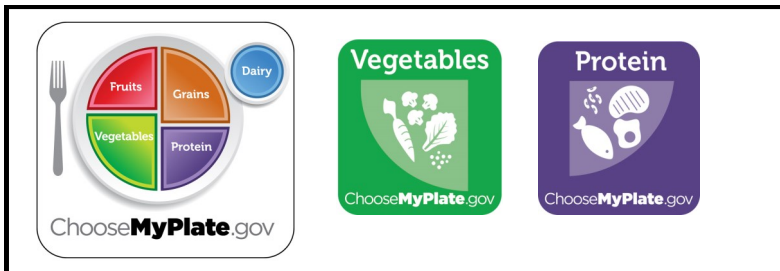 Fruits
Grains
Dairy
Vegetables
Protein
ChooseMyPlate.gov
Vegetables
ChooseMyPlate.gov
Protein
ChooseMyPlate.gov